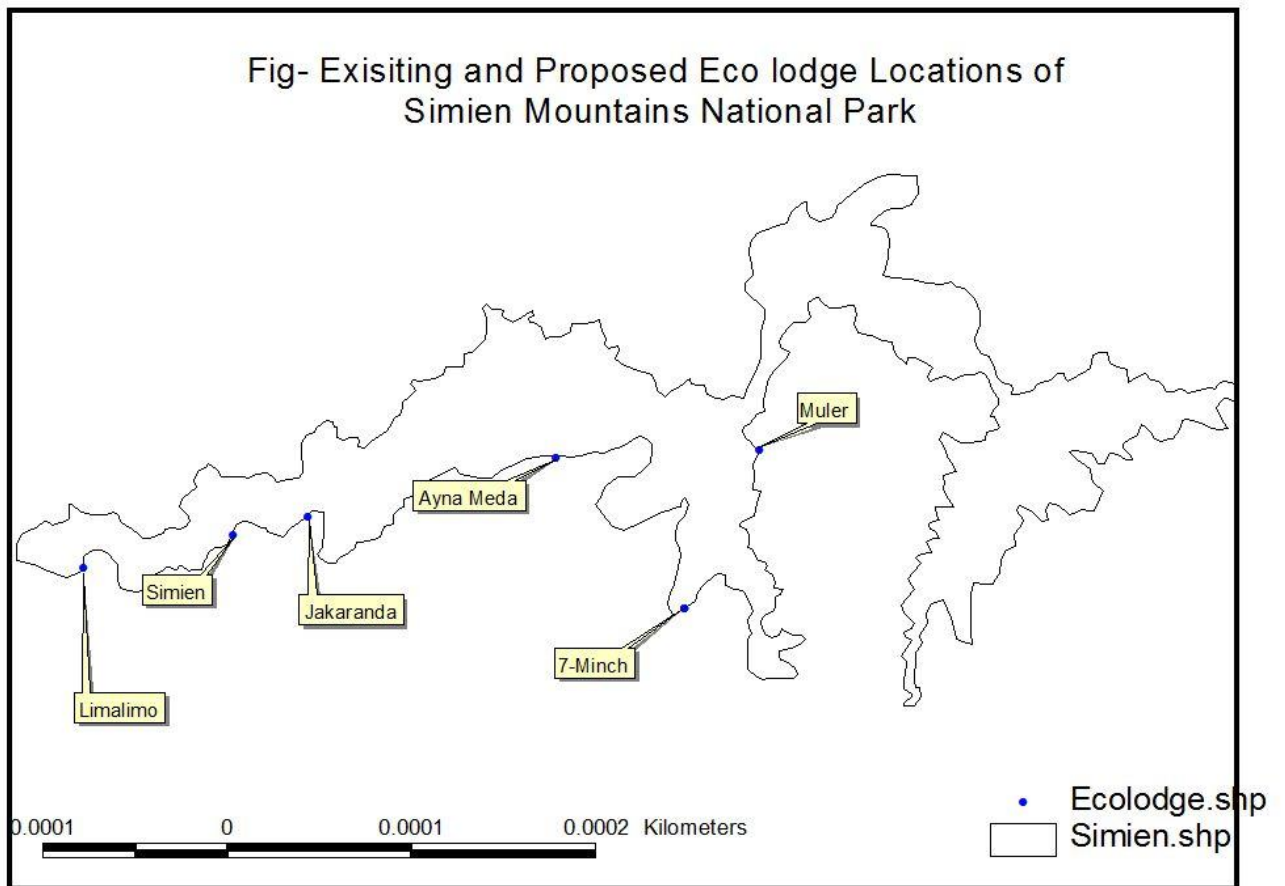 Fig- Exisiting and Proposed Eco lodge Locations of
Simien Mountains National Park
Muler
Ayna Meda
Simien
Jakaranda
7-Minch
Limalimo
0.0001 0 0.0001 0.0002 Kilometers
Ecolodge.shp
Simien.shp